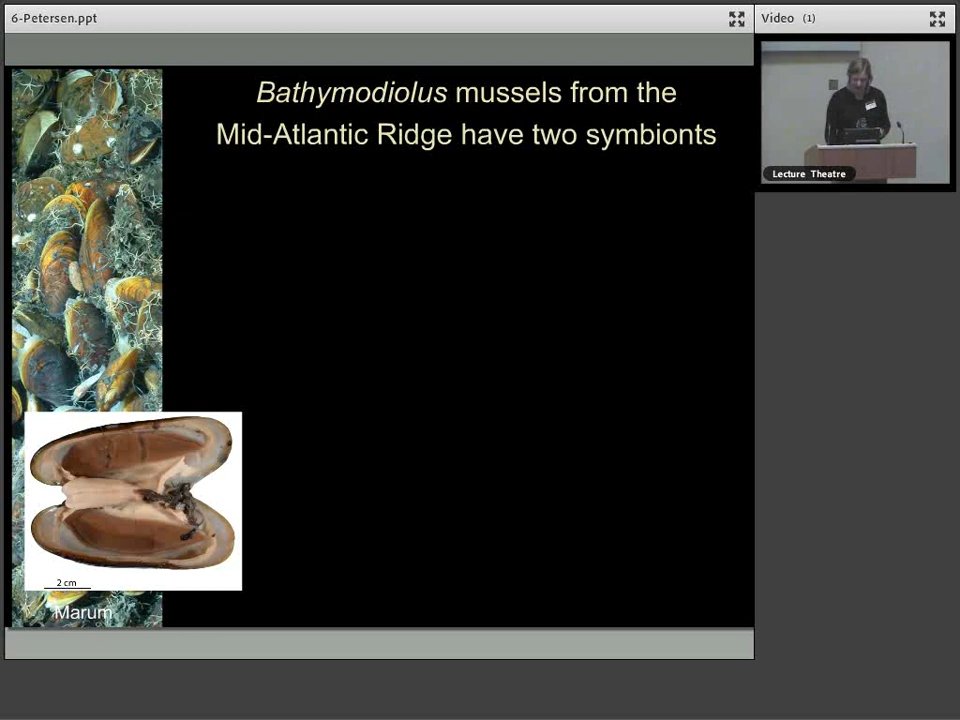 6-Petersen.ppt
Video (1)
Bathymodiolus mussels from the
Mid-Atlantic Ridge have two symbionts
Lecture Theatre
2 cm
Marum